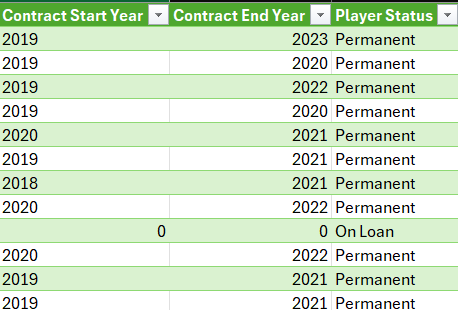 Contract Start Year Contract End Year Player Status
2019 2023 Permanent
2019 2020 Permanent
2019 2022 Permanent
2019 2020 Permanent
2020 2021 Permanent
2019 2021 Permanent
2018 2021 Permanent
2020 2022 Permanent
0 0 On Loan
2020 2022 Permanent
2019 2021 Permanent
2019 2021 Permanent